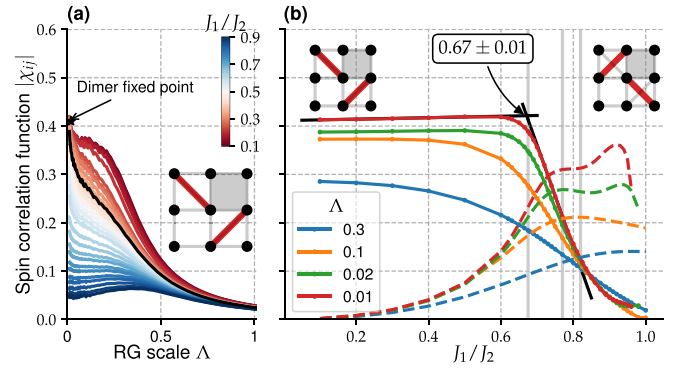 (a)
J₁/J₂
0.9
0.7
0.5
0.3
0.1
Dimer fixed point
Spin correlation function |χᵢⱼ|
0.6
0.5
0.4
0.3
0.2
0.1
0.0
0
0.5
1
RG scale Λ
(b)
0.67 ± 0.01
Λ
0.3
0.1
0.02
0.01
0.2
0.4
0.6
0.8
1.0
J₁/J₂